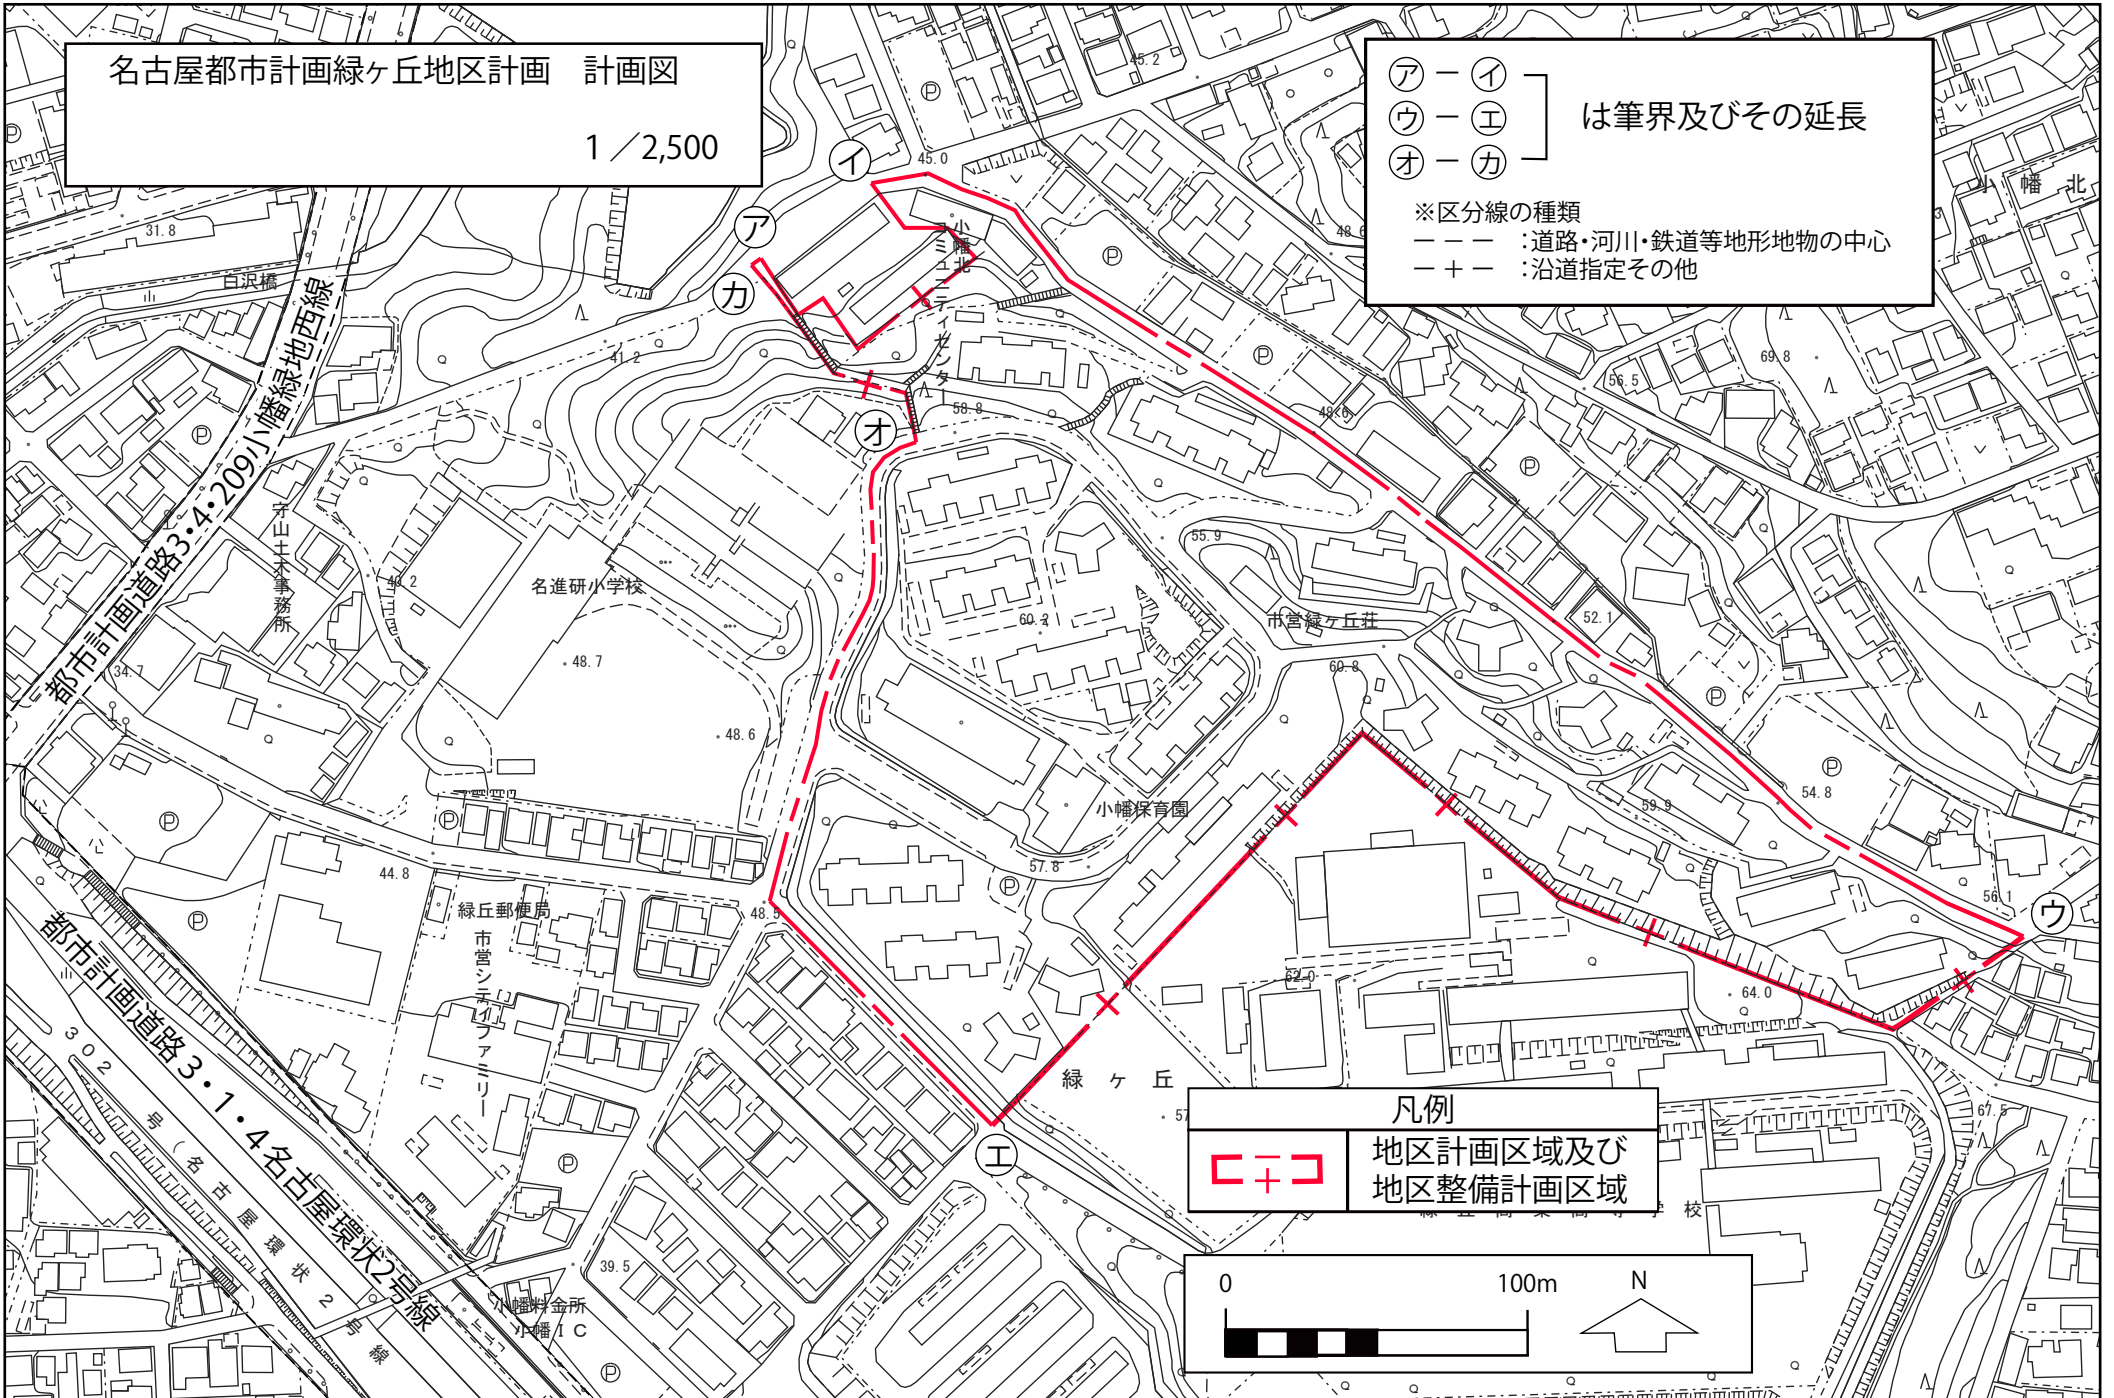 名古屋都市計画緑ヶ丘地区計画　計画図
1／2,500
ア － イ
ウ － エ
オ － カ
は筆界及びその延長
※区分線の種類
－－－ ：道路・河川・鉄道等地形地物の中心
－＋－ ：沿道指定その他
小幡北
45.2
45.0
イ
ア
カ
オ
ウ
エ
31.8
白沢橋
41.2
都市計画道路3・4・209小幡緑地西線
小幡北
コミュニティセンター
58.8
48.6
48.6
69.8
56.5
守山土木事務所
40.2
名進研小学校
48.7
48.6
34.7
60.2
55.9
市営緑ヶ丘荘
60.8
52.1
54.8
59.9
56.1
小幡保育園
57.8
44.8
緑丘郵便局
48.5
市営シティファミリー
62.0
64.0
67.5
緑ヶ丘
57
都市計画道路3・1・4名古屋環状2号線
302号(名古屋環状2号線
39.5
小幡料金所
小幡IC
凡例
地区計画区域及び
地区整備計画区域
学校
0
100m
N